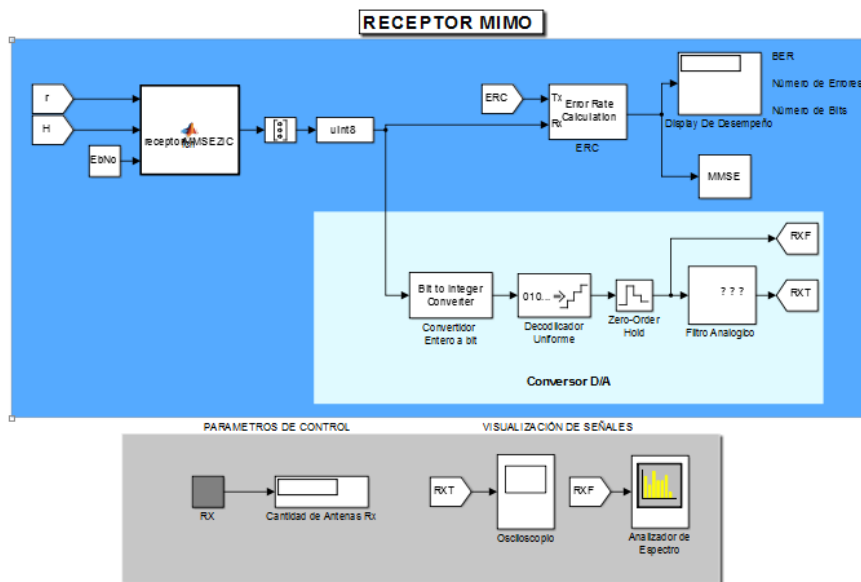 RECEPTOR MIMO
r
H
EbNo
receptorMMSEZIC
uint8
ERC
Tx
Rx
Error Rate
Calculation
ERC
BER
Número de Errores
Número de Bits
Display De Desempeño
MMSE
Bit to Integer
Converter
Convertidor
Entero a bit
010...
Decodicador
Uniforme
Zero-Order
Hold
? ? ?
Filtro Analogico
RXF
RXT
Conversor D/A
PARAMETROS DE CONTROL
VISUALIZACIÓN DE SEÑALES
RX
Cantidad de Antenas Rx
RXT
Osciloscopio
RXF
Analizador de
Espectro